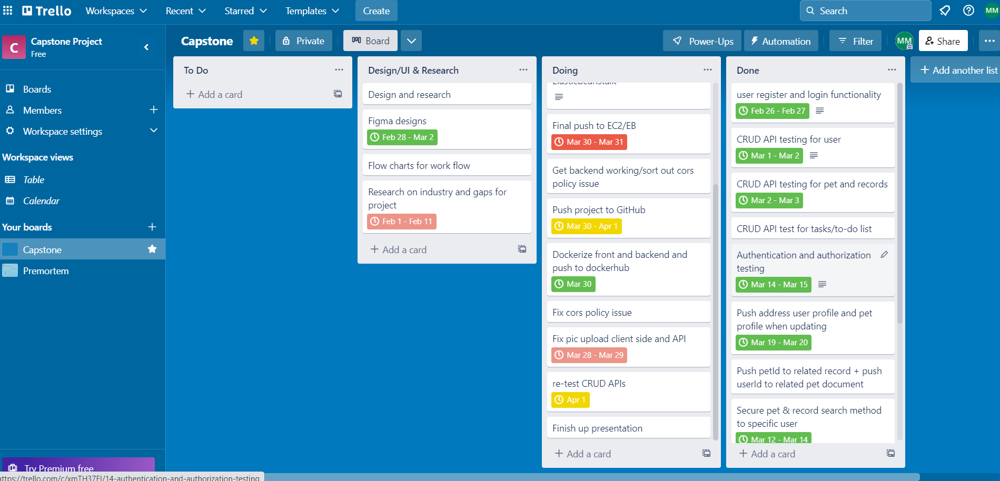 Trello
Workspaces
Recent
Starred
Templates
Create
Search
MM
C
Capstone Project
Free
Capstone
Private
Board
Power-Ups
Automation
Filter
MM
Share
Boards
Members
Workspace settings
Workspace views
Table
Calendar
Your boards
Capstone
Premortem
Try Premium free
https://trello.com/c/xmTH37EI/14-authentication-and-authorization-testing
To Do
Add a card
Design/UI & Research
Design and research
Figma designs
Feb 28 - Mar 2
Flow charts for work flow
Research on industry and gaps for
project
Feb 1 - Feb 11
Add a card
Doing
Elasticbeanstalk
Final push to EC2/EB
Mar 30 - Mar 31
Get backend working/sort out cors
policy issue
Push project to GitHub
Mar 30 - Apr 1
Dockerize front and backend and
push to dockerhub
Mar 30
Fix cors policy issue
Fix pic upload client side and API
Mar 28 - Mar 29
re-test CRUD APIs
Apr 1
Finish up presentation
Add a card
Done
user register and login functionality
Feb 26 - Feb 27
CRUD API testing for user
Mar 1 - Mar 2
CRUD API testing for pet and records
Mar 2 - Mar 3
CRUD API test for tasks/to-do list
Authentication and authorization
testing
Mar 14 - Mar 15
Push address user profile and pet
profile when updating
Mar 19 - Mar 20
Push petId to related record + push
userId to related pet document
Secure pet & record search method
to specific user
Mar 12 - Mar 14
Add a card
Add another list